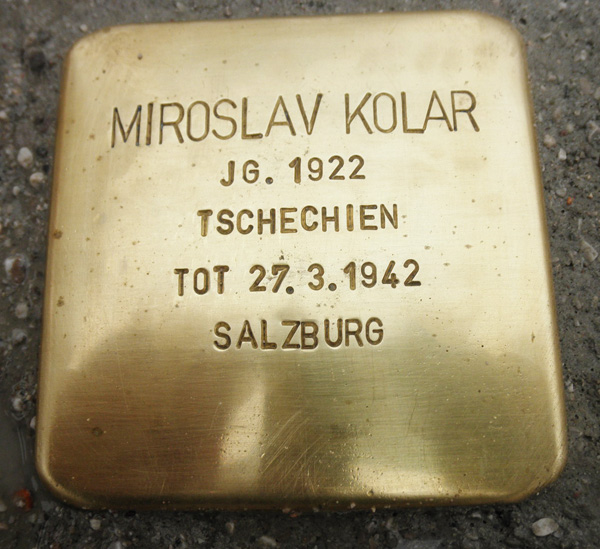 MIROSLAV KOLAR
JG. 1922
TSCHECHIEN
TOT 27.3.1942
SALZBURG